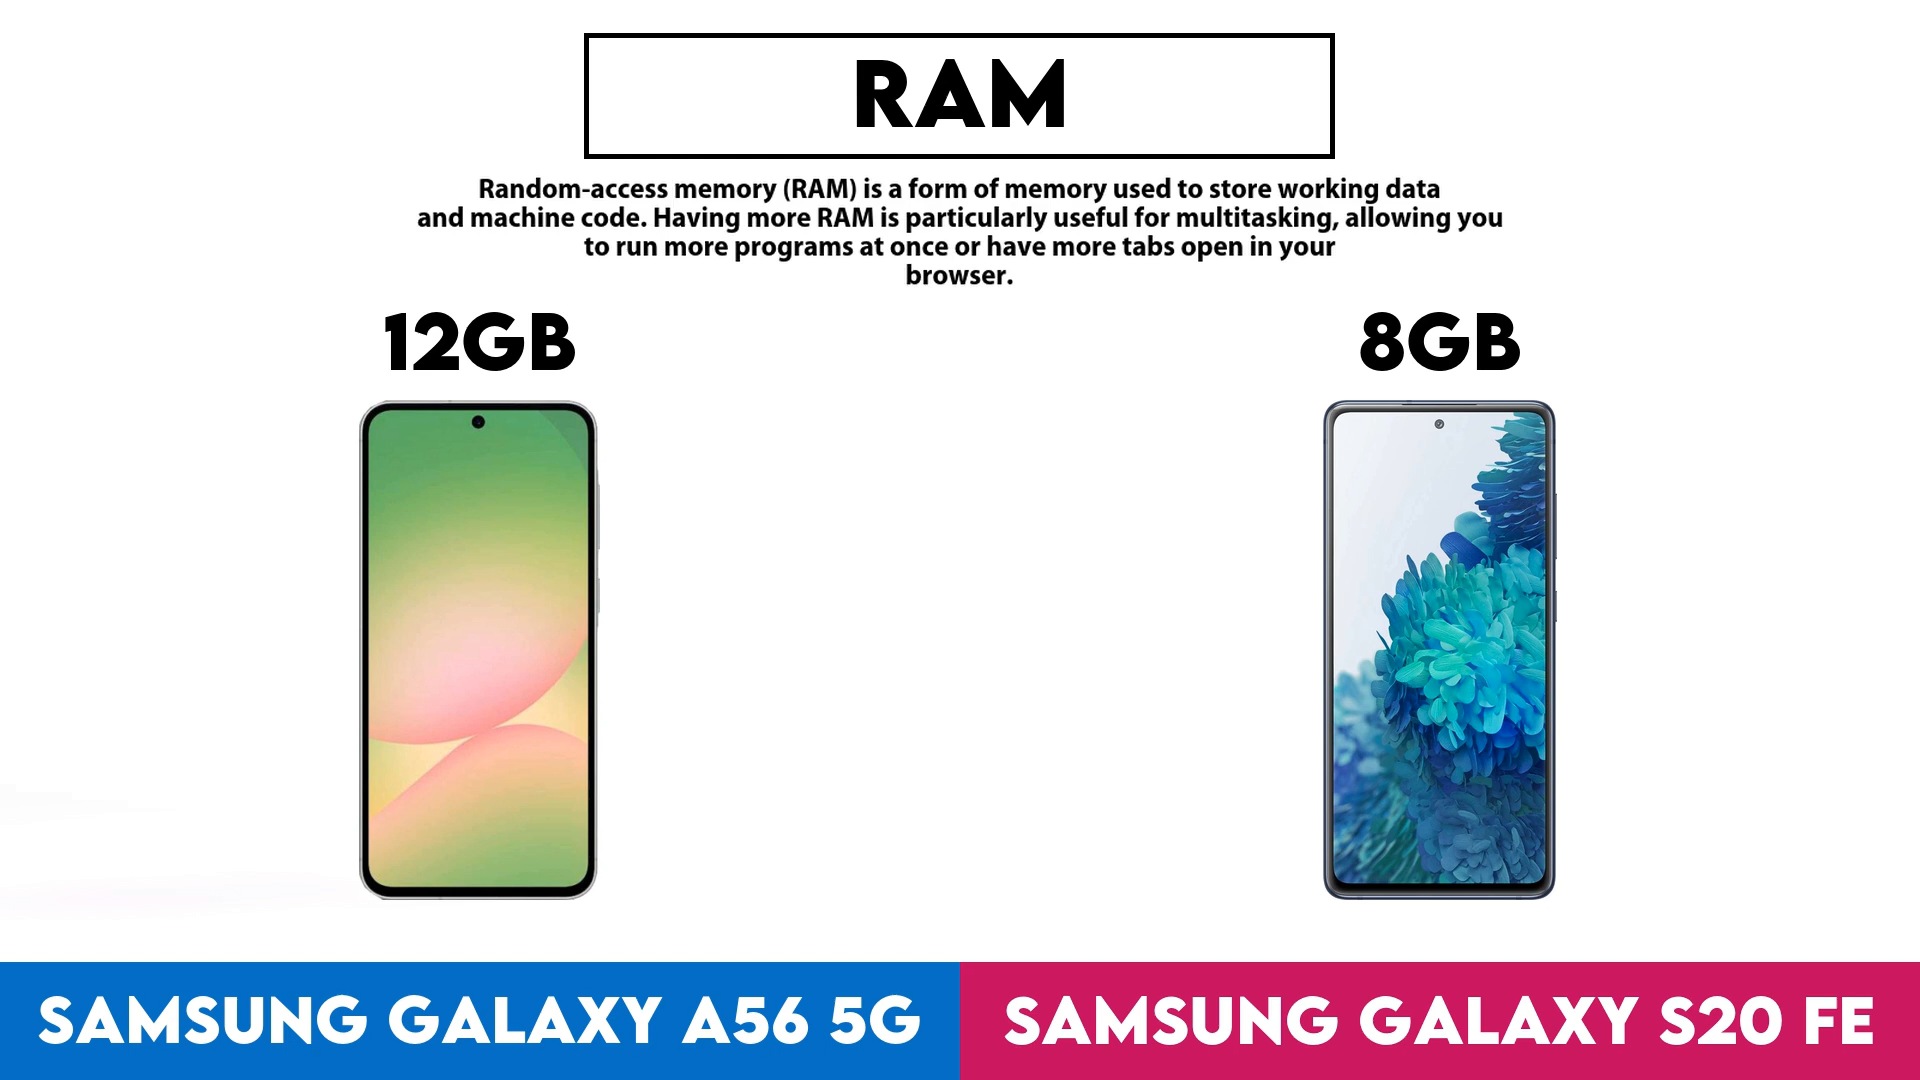 RAM
Random-access memory (RAM) is a form of memory used to store working data
and machine code. Having more RAM is particularly useful for multitasking, allowing you
to run more programs at once or have more tabs open in your
browser.
12GB
8GB
SAMSUNG GALAXY A56 5G
SAMSUNG GALAXY S20 FE